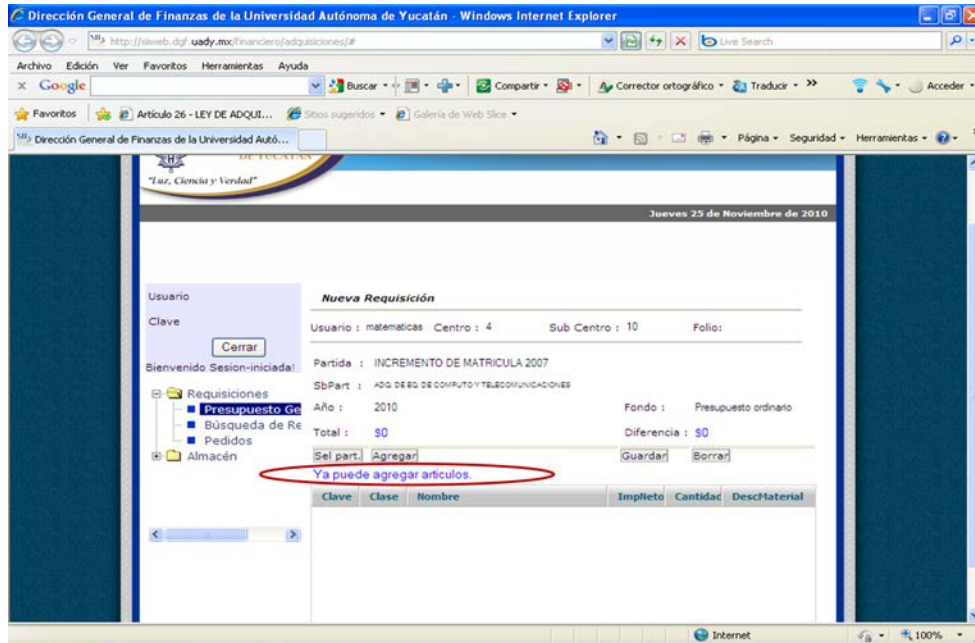 Dirección General de Finanzas de la Universidad Autónoma de Yucatán - Windows Internet Explorer
http://siiweb.dgf.uady.mx/financiero/adquisiciones/#
Live Search
Archivo Edición Ver Favoritos Herramientas Ayuda
x Google Buscar Compartir Corrector ortográfico Traducir Acceder
Favoritos Artículo 26 - LEY DE ADQUI... Sitios sugeridos Galería de Web Slice
Dirección General de Finanzas de la Universidad Autó... Página Seguridad Herramientas
DE YUCATAN
"Luz, Ciencia y Verdad"
Jueves 25 de Noviembre de 2010
Usuario
Clave
Cerrar
Bienvenido Sesion-iniciada!
Requisiciones
Presupuesto Ge
Búsqueda de Re
Pedidos
Almacén
Nueva Requisición
Usuario : matematicas Centro : 4 Sub Centro : 10 Folio:
Partida : INCREMENTO DE MATRICULA 2007
SbPart : ADQ. DE EQ. DE COMPUTO Y TELECOMUNICACIONES
Año : 2010 Fondo : Presupuesto ordinario
Total : $0 Diferencia : $0
Sel part. Agregar Guardar Borrar
Ya puede agregar articulos.
Clave Clase Nombre ImpNeto Cantidad DescMaterial
Internet 100%